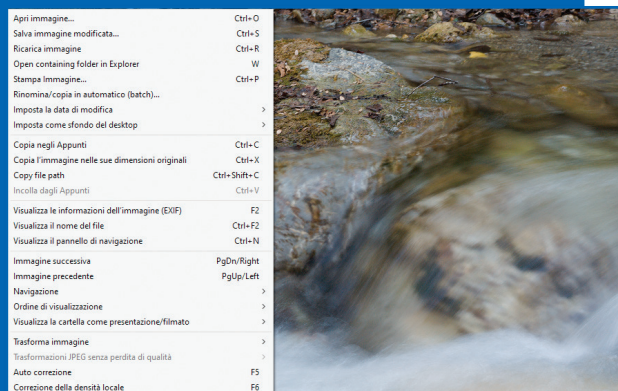 Apri immagine... Ctrl+O
Salva immagine modificata... Ctrl+S
Ricarica immagine Ctrl+R
Open containing folder in Explorer W
Stampa Immagine... Ctrl+P
Rinomina/copia in automatico (batch)...
Imposta la data di modifica >
Imposta come sfondo del desktop >
Copia negli Appunti Ctrl+C
Copia l'immagine nelle sue dimensioni originali Ctrl+X
Copy file path Ctrl+Shift+C
Incolla dagli Appunti Ctrl+V
Visualizza le informazioni dell'immagine (EXIF) F2
Visualizza il nome del file Ctrl+F2
Visualizza il pannello di navigazione Ctrl+N
Immagine successiva PgDn/Right
Immagine precedente PgUp/Left
Navigazione >
Ordine di visualizzazione >
Visualizza la cartella come presentazione/filmato >
Trasforma immagine >
Trasformazioni JPEG senza perdita di qualità >
Auto correzione F5
Correzione della densità locale F6